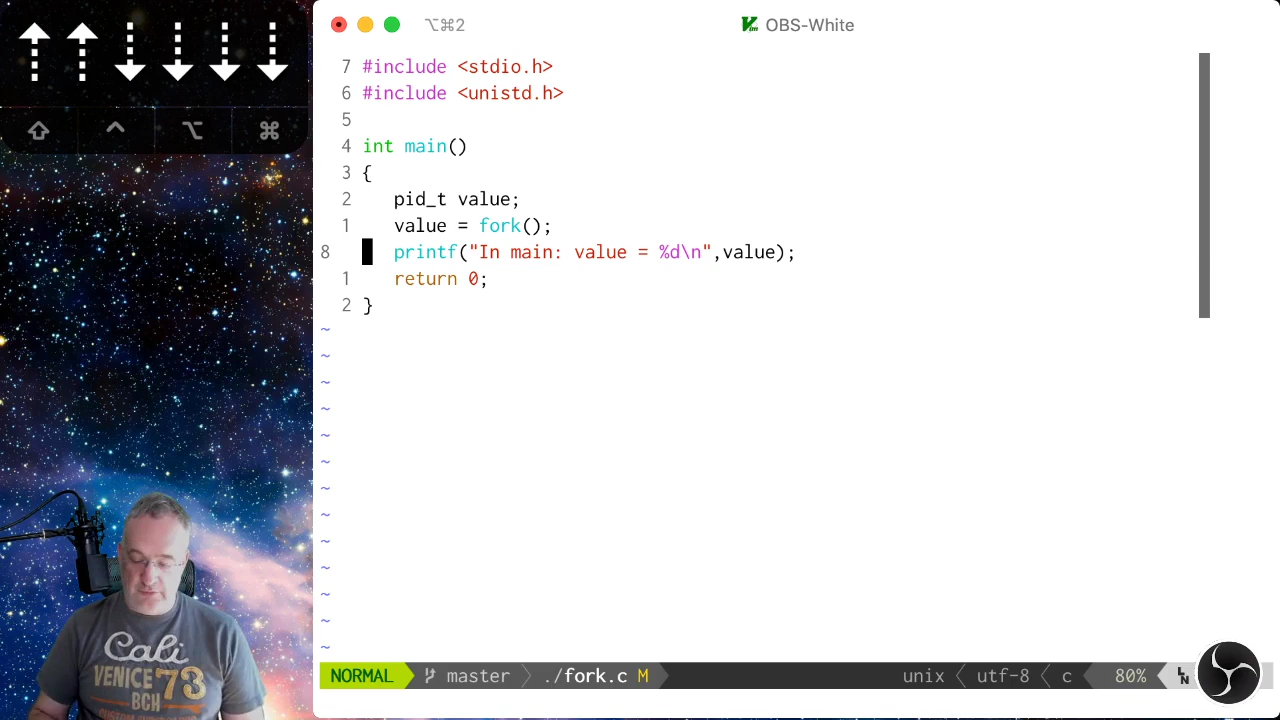 ⌥⌘2
OBS-White
7 #include <stdio.h>
6 #include <unistd.h>
5
4 int main()
3 {
2    pid_t value;
1    value = fork();
8    printf("In main: value = %d\n",value);
1    return 0;
2 }
~
~
~
~
~
~
~
~
~
~
~
~
~
NORMAL master ./fork.c M unix utf-8 c 80%
Cali
VENICE 73
BCH